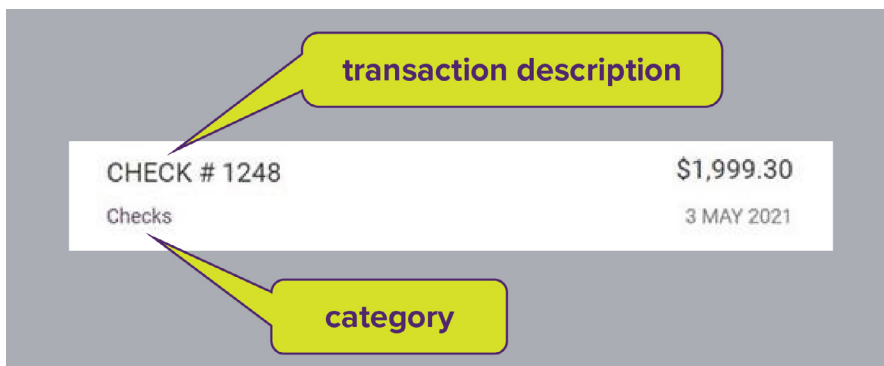 transaction description
CHECK # 1248
$1,999.30
Checks
3 MAY 2021
category